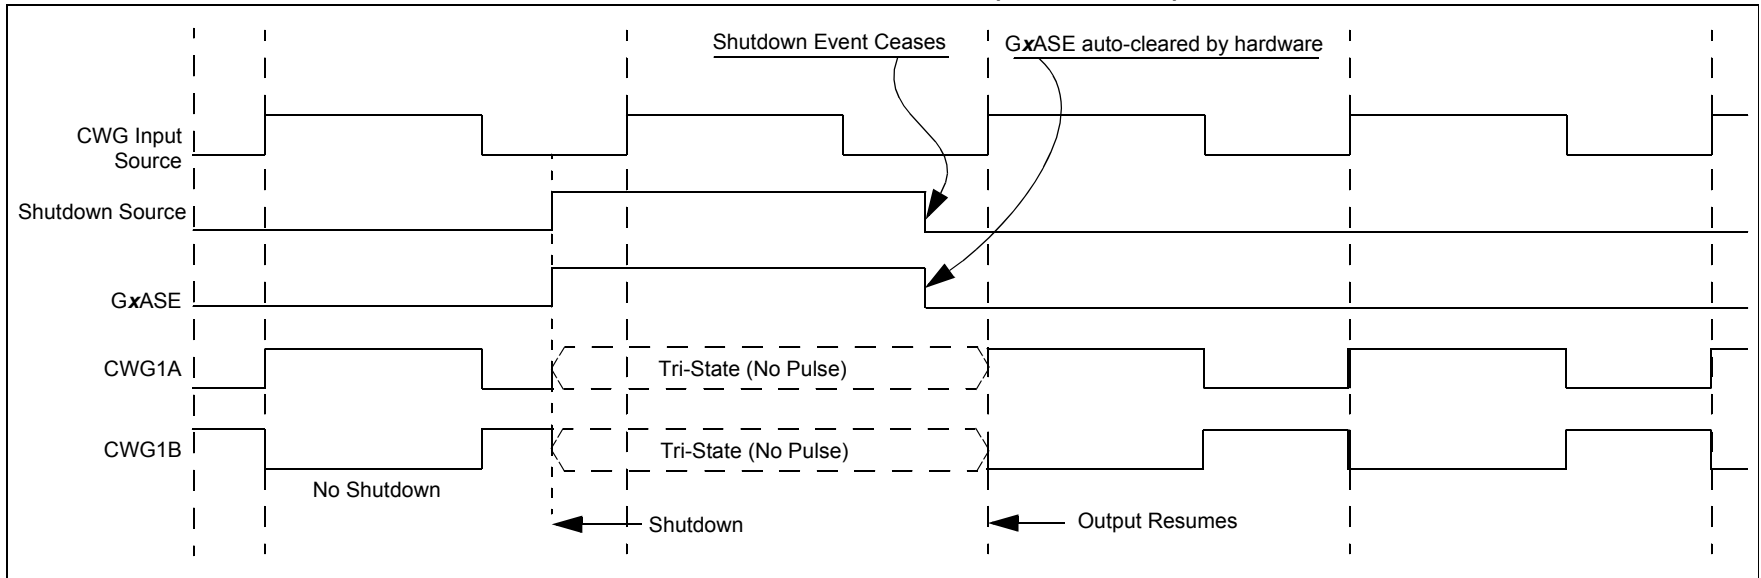 Shutdown Event Ceases
GxASE auto-cleared by hardware
CWG Input
Source
Shutdown Source
GxASE
CWG1A
Tri-State (No Pulse)
CWG1B
Tri-State (No Pulse)
No Shutdown
Shutdown
Output Resumes